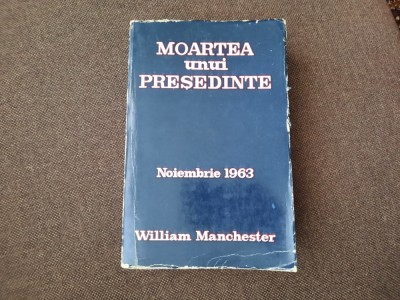 MOARTEA
unui
PREȘEDINTE
Noiembrie 1963
William Manchester